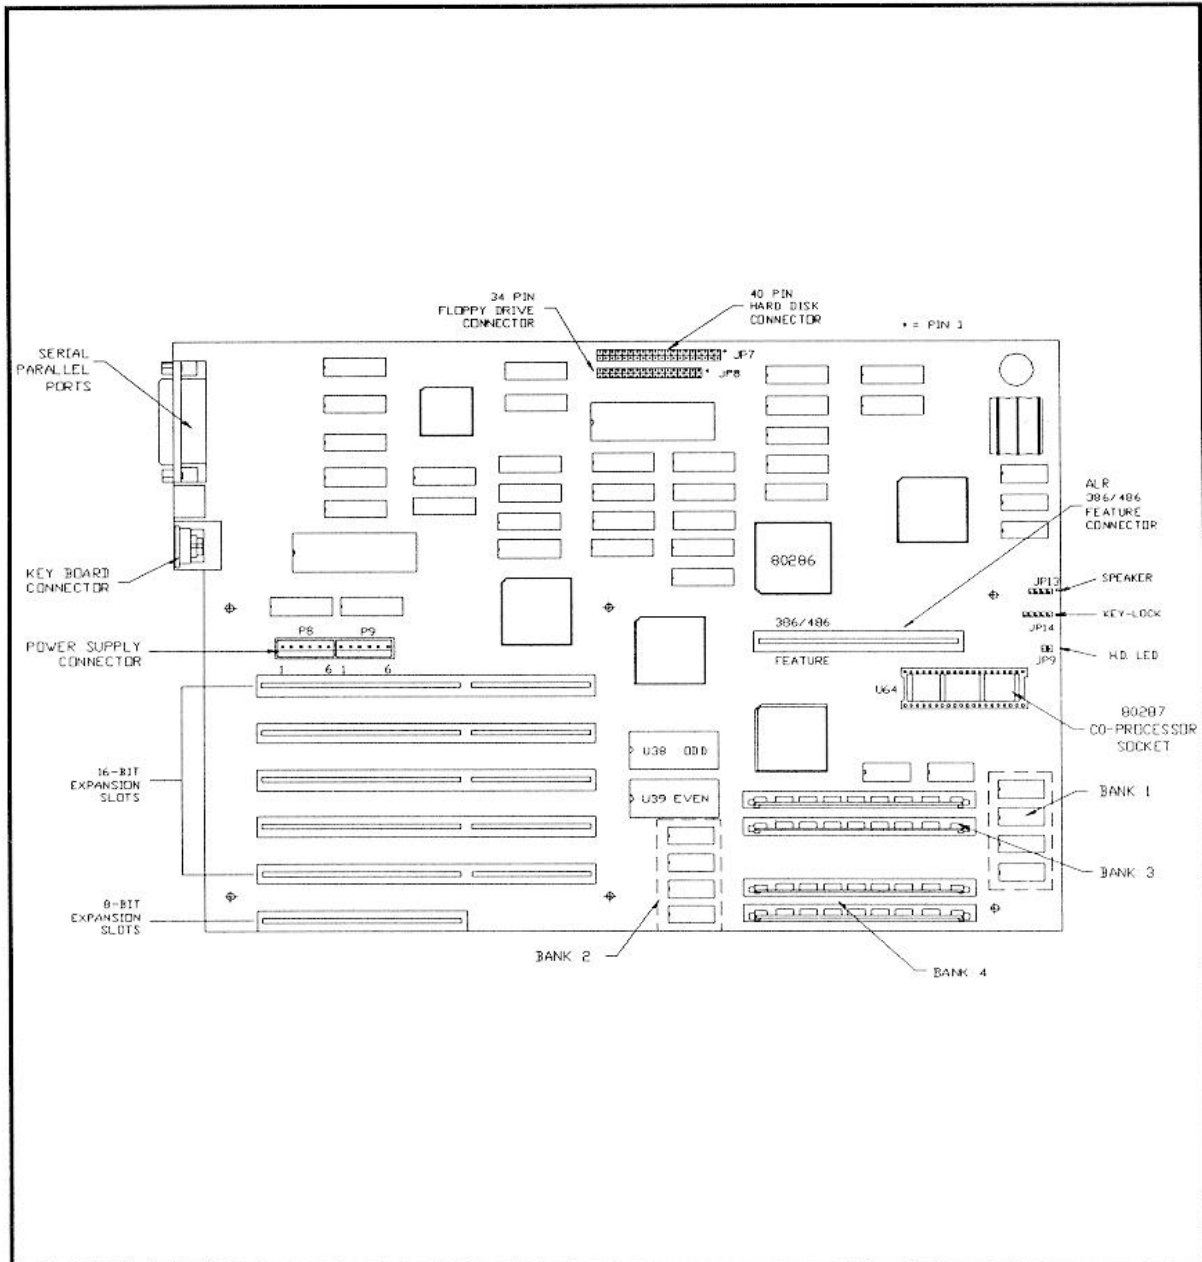 34 PIN
FLOPPY DRIVE
CONNECTOR
40 PIN
HARD DISK
CONNECTOR
* = PIN 1
SERIAL
PARALLEL
PORTS
* JP7
* JP8
ALR
386/486
FEATURE
CONNECTOR
80286
KEY BOARD
CONNECTOR
JP13
SPEAKER
KEY-LOCK
JP14
P8 P9
386/486
POWER SUPPLY
CONNECTOR
1 6 1 6
FEATURE
JP9
H.D. LED
U64
80287
CO-PROCESSOR
SOCKET
U38 ODD
16-BIT
EXPANSION
SLOTS
U39 EVEN
BANK 1
BANK 3
8-BIT
EXPANSION
SLOTS
BANK 2
BANK 4